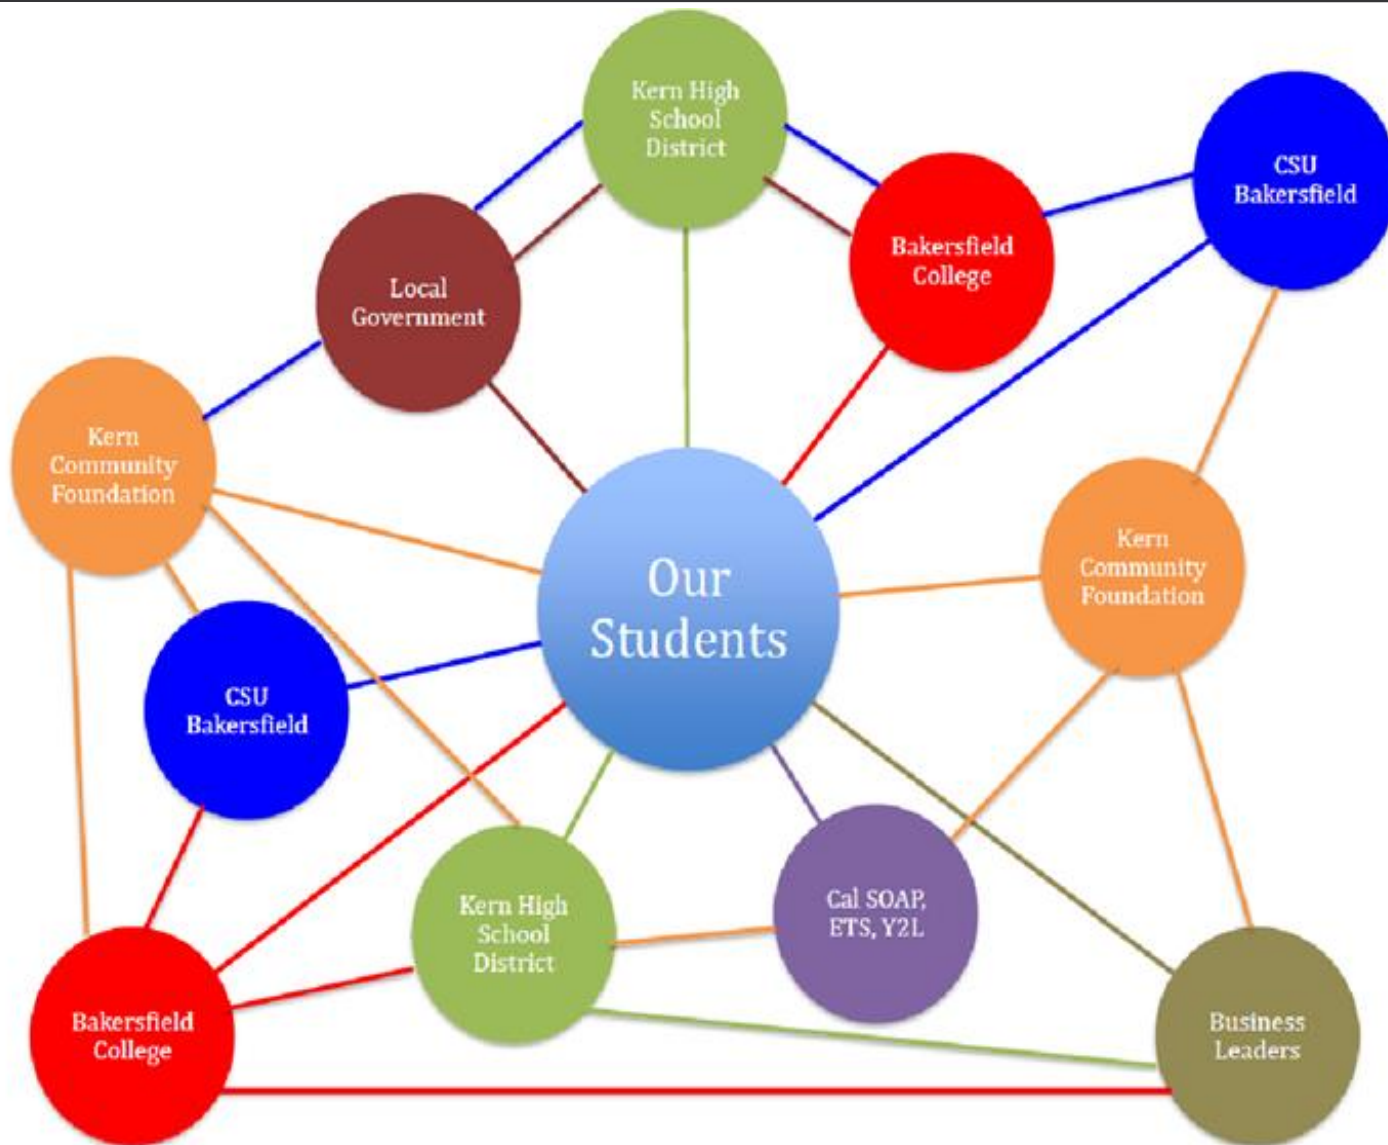 Kern High
School
District
CSU
Bakersfield
Bakersfield
College
Local
Government
Kern
Community
Foundation
Kern
Community
Foundation
Our
Students
CSU
Bakersfield
Kern High
School
District
Cal SOAP,
ETS, Y2L
Bakersfield
College
Business
Leaders